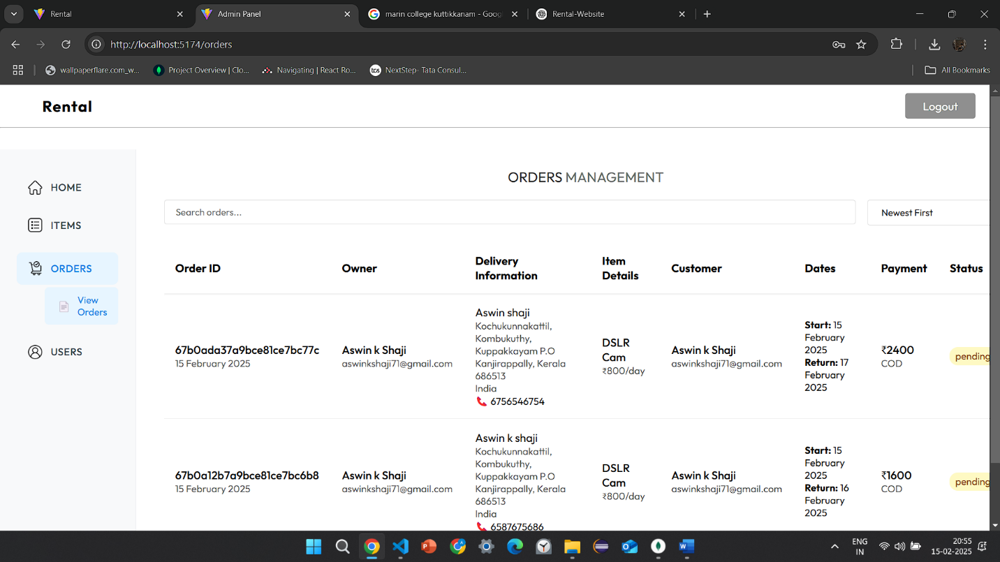 Rental
Admin Panel
marin college kuttikkanam - Goog
Rental-Website
http://localhost:5174/orders
wallpaperflare.com_w...
Project Overview | Clo...
Navigating | React Ro...
tcs
NextStep- Tata Consul...
All Bookmarks
Rental
Logout
HOME
ITEMS
ORDERS
View
Orders
USERS
ORDERS MANAGEMENT
Search orders...
Newest First
Order ID
Owner
Delivery
Information
Item
Details
Customer
Dates
Payment
Status
67b0ada37a9bce81ce7bc77c
15 February 2025
Aswin k Shaji
aswinkshaji71@gmail.com
Aswin shaji
Kochukunnakattil,
Kombukuthy,
Kuppakkayam P.O
Kanjirappally, Kerala
686513
India
6756546754
DSLR
Cam
₹800/day
Aswin k Shaji
aswinkshaji71@gmail.com
Start: 15
February
2025
Return: 17
February
2025
₹2400
COD
pending
67b0a12b7a9bce81ce7bc6b8
15 February 2025
Aswin k Shaji
aswinkshaji71@gmail.com
Aswin k shaji
Kochukunnakattil,
Kombukuthy,
Kuppakkayam P.O
Kanjirappally, Kerala
686513
India
6587675686
DSLR
Cam
₹800/day
Aswin k Shaji
aswinkshaji71@gmail.com
Start: 15
February
2025
Return: 16
February
2025
₹1600
COD
pending
ENG
IN
20:55
15-02-2025